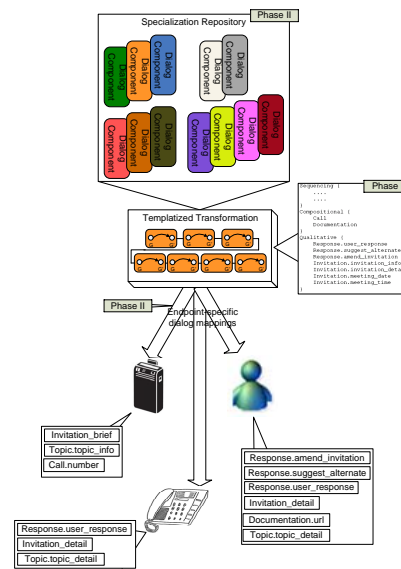 Phase II
Specialization Repository
Dialog Component
Dialog Component
Dialog Component
Dialog Component
Dialog Component
Dialog Component
Dialog Component
Dialog Component
Dialog Component
Dialog Component
Dialog Component
Dialog Component
Phase
Sequencing {
....
....
}
Compositional {
Call
Documentation
}
Qualitative {
Response.user_response
Response.suggest_alternate
Response.amend_invitation
Invitation.invitation_info
Invitation.invitation_deta
Invitation.meeting_date
Invitation.meeting_time
}
Templatized Transformation
Phase II
Endpoint-specific
dialog mappings
Invitation_brief
Topic.topic_info
Call.number
Response.amend_invitation
Response.suggest_alternate
Response.user_response
Invitation_detail
Documentation.url
Topic.topic_detail
Response.user_response
Invitation_detail
Topic.topic_detail